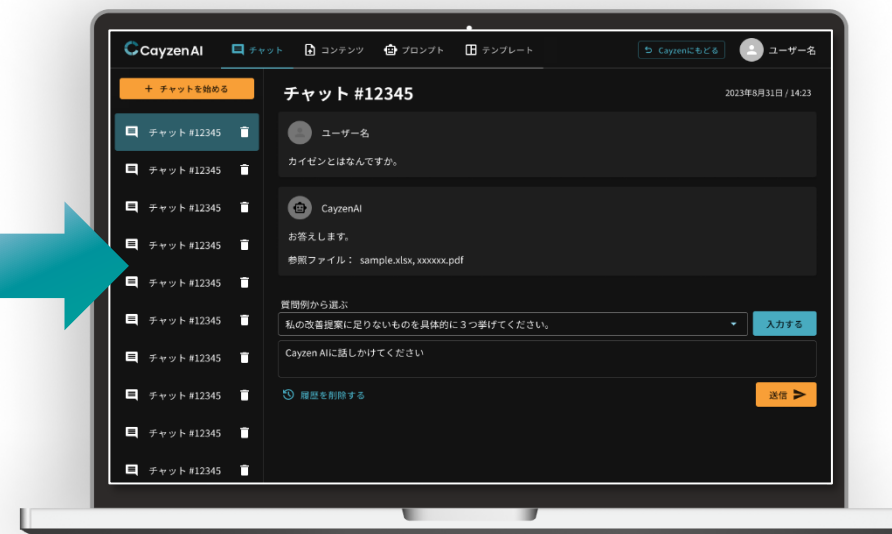 CayzenAI
チャット
コンテンツ
プロンプト
テンプレート
Cayzenにもどる
ユーザー名
+ チャットを始める
チャット #12345
チャット #12345
チャット #12345
チャット #12345
チャット #12345
チャット #12345
チャット #12345
チャット #12345
チャット #12345
チャット #12345
チャット #12345
2023年8月31日 / 14:23
ユーザー名
カイゼンとはなんですか。
CayzenAI
お答えします。
参照ファイル： sample.xlsx, xxxxxx.pdf
質問例から選ぶ
私の改善提案に足りないものを具体的に３つ挙げてください。
入力する
Cayzen AIに話しかけてください
履歴を削除する
送信